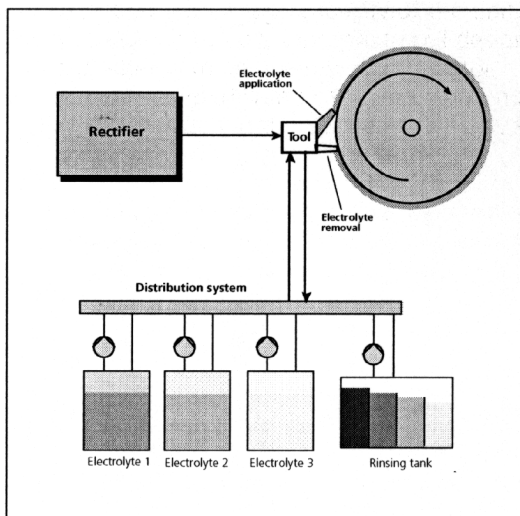 Electrolyte
application
Rectifier
Tool
Electrolyte
removal
Distribution system
Electrolyte 1
Electrolyte 2
Electrolyte 3
Rinsing tank